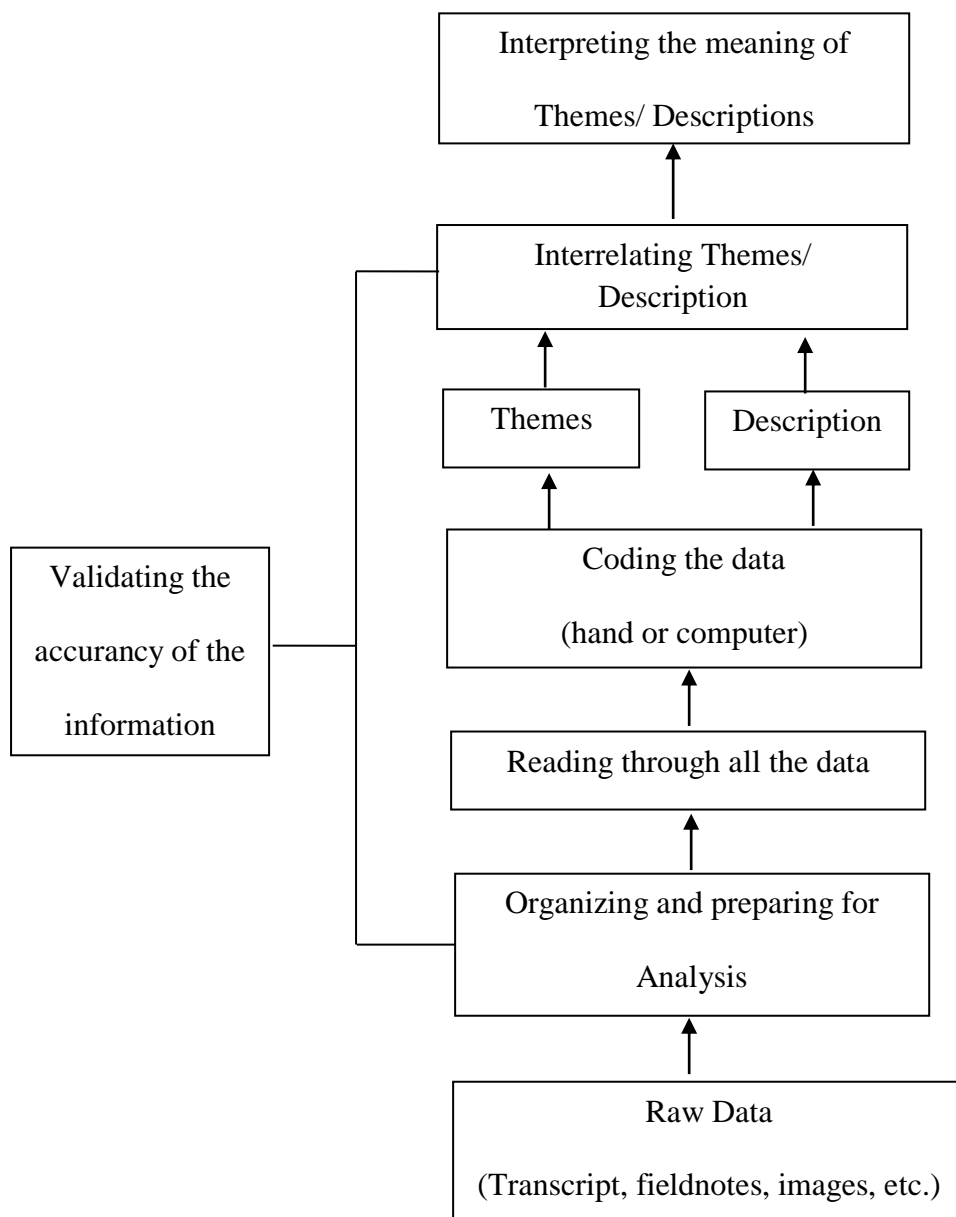 Interpreting the meaning of
Themes/ Descriptions
Interrelating Themes/
Description
Themes
Description
Coding the data
(hand or computer)
Validating the
accurancy of the
information
Reading through all the data
Organizing and preparing for
Analysis
Raw Data
(Transcript, fieldnotes, images, etc.)